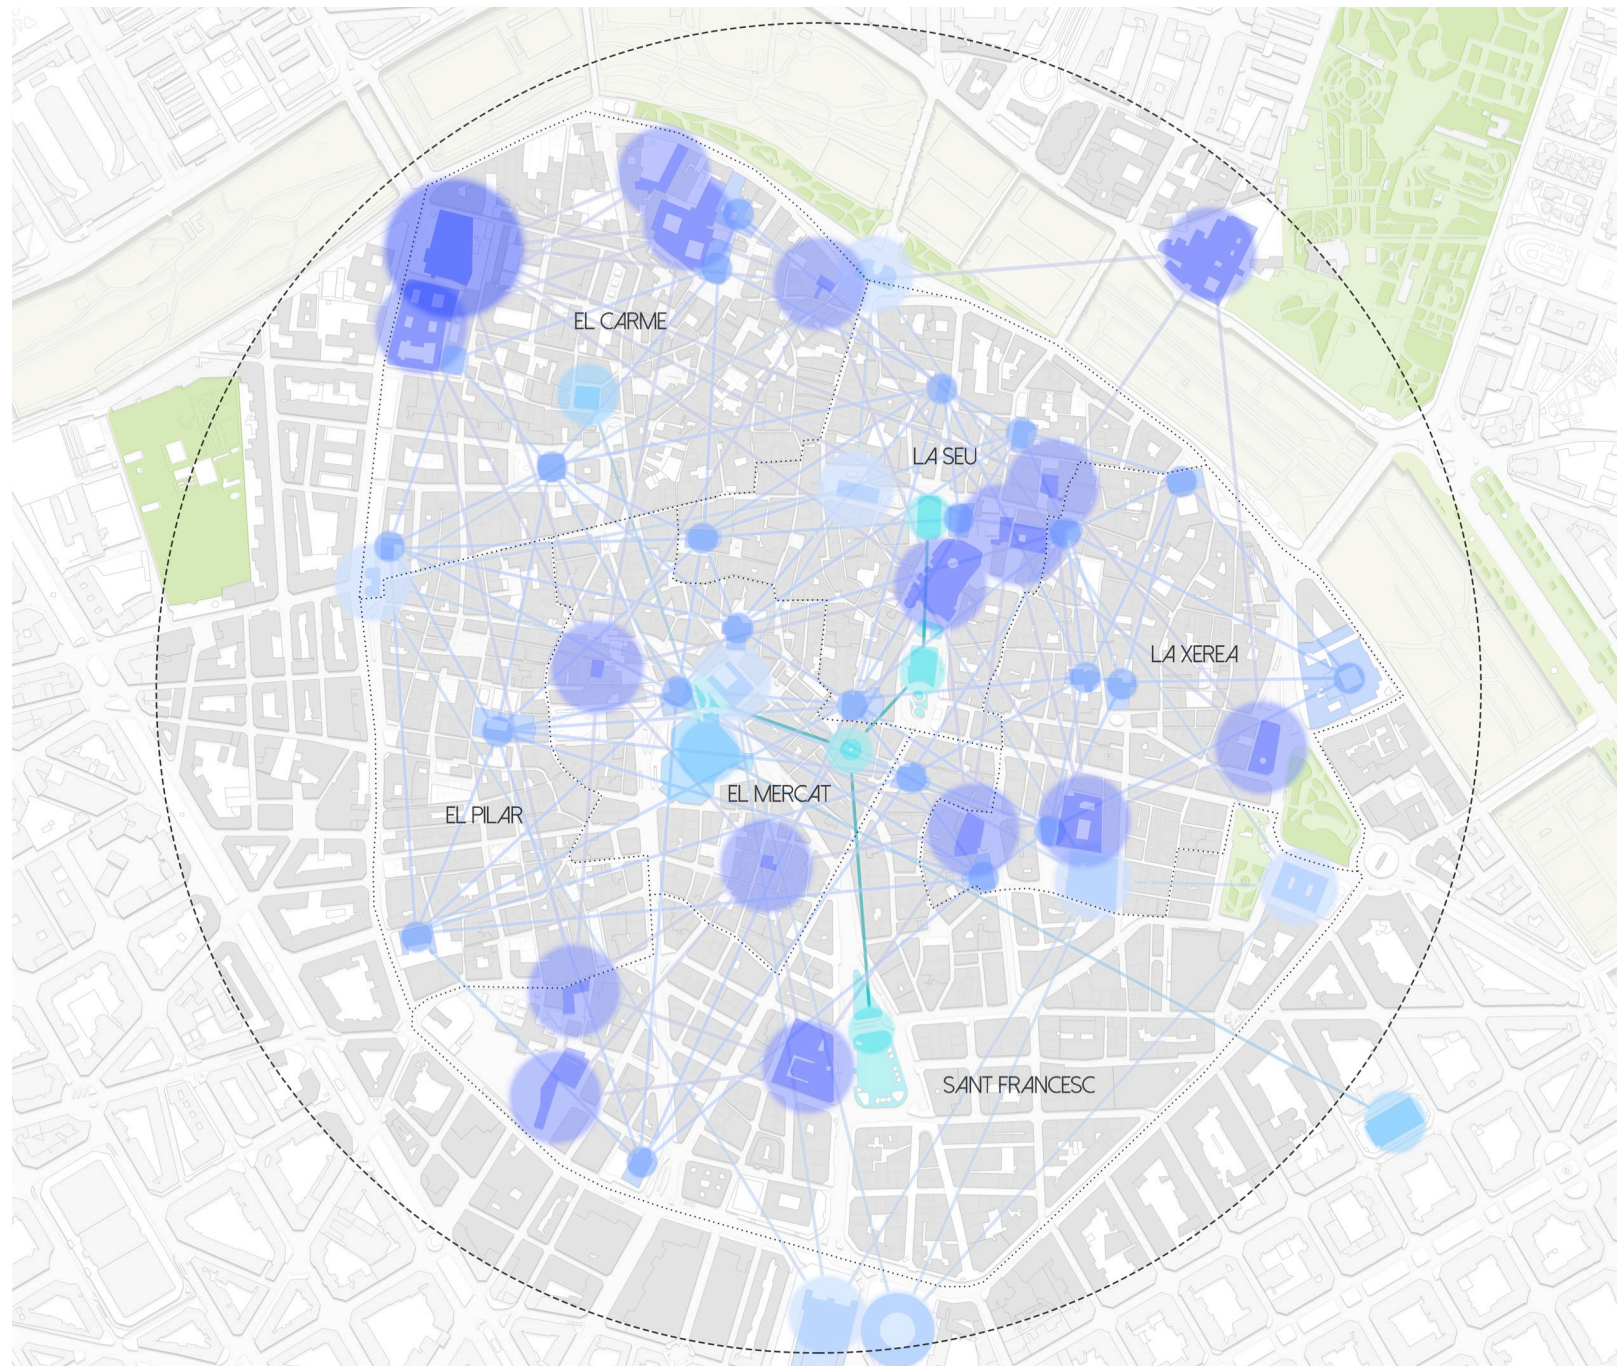 EL CARME
LA SEU
LA XEREA
EL MERCAT
EL PILAR
SANT FRANCESC